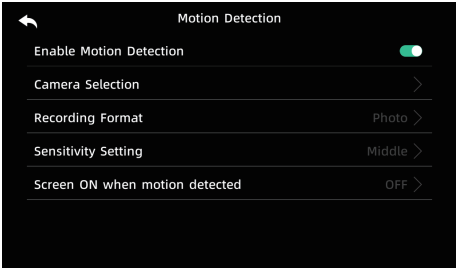 Motion Detection
Enable Motion Detection
Camera Selection
Recording Format Photo
Sensitivity Setting Middle
Screen ON when motion detected OFF